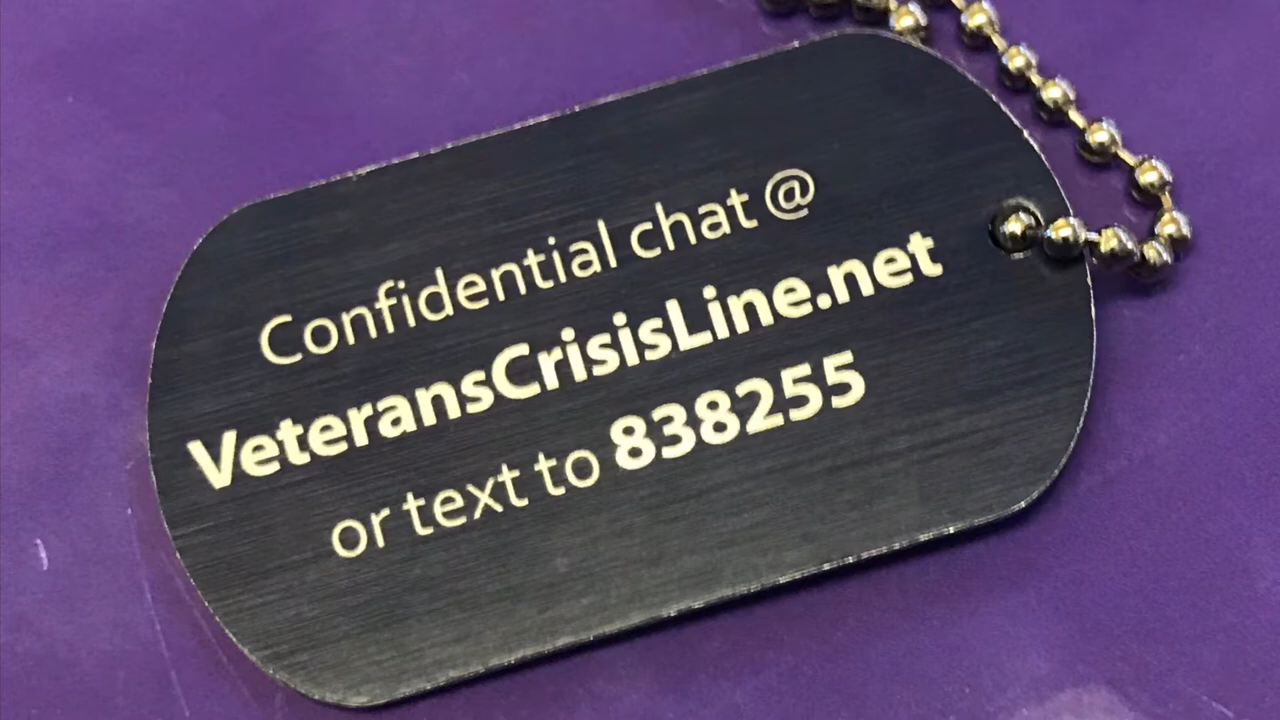 Confidential chat @
VeteransCrisisLine.net
or text to 838255